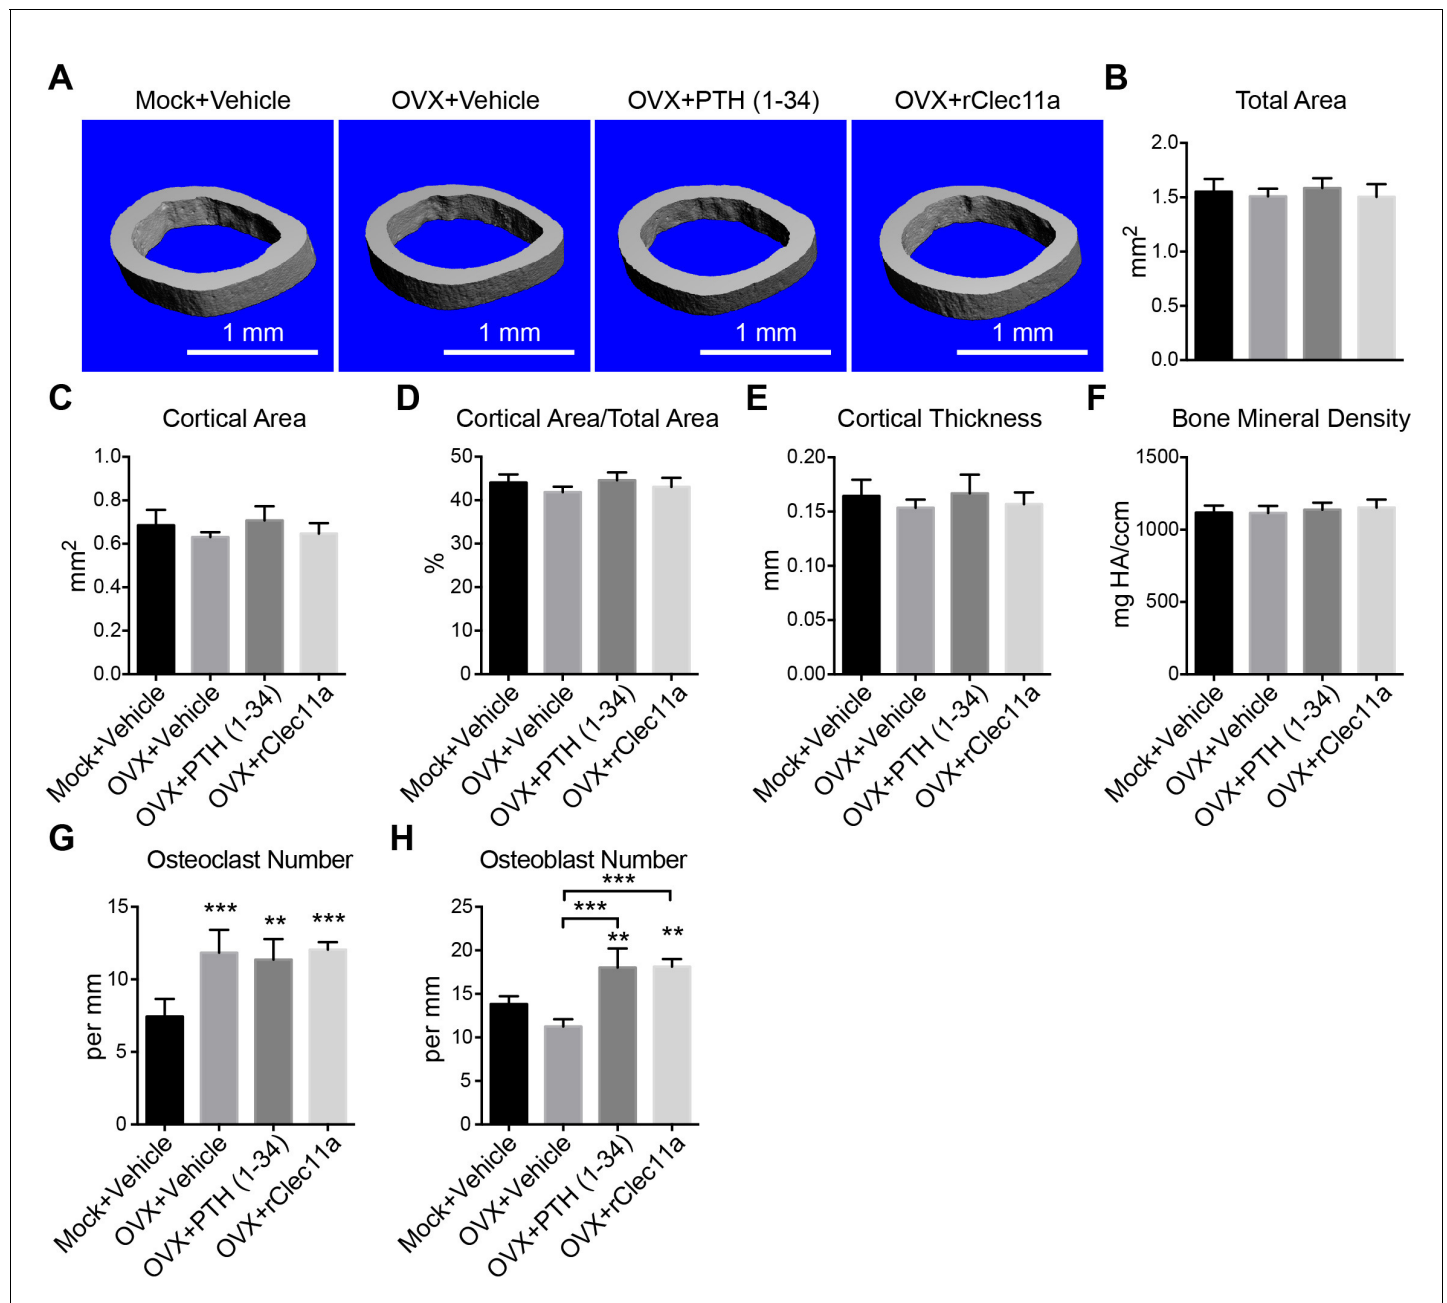 A
Mock+Vehicle
OVX+Vehicle
OVX+PTH (1-34)
OVX+rClec11a
1 mm
1 mm
1 mm
1 mm
B
Total Area
mm2
2.0
1.5
1.0
0.5
0.0
C
Cortical Area
mm2
1.0
0.8
0.6
0.4
0.2
0.0
Mock+Vehicle
OVX+Vehicle
OVX+PTH (1-34)
OVX+rClec11a
D
Cortical Area/Total Area
%
50
40
30
20
10
0
Mock+Vehicle
OVX+Vehicle
OVX+PTH (1-34)
OVX+rClec11a
E
Cortical Thickness
mm
0.20
0.15
0.10
0.05
0.00
Mock+Vehicle
OVX+Vehicle
OVX+PTH (1-34)
OVX+rClec11a
F
Bone Mineral Density
mg HA/ccm
1500
1000
500
0
Mock+Vehicle
OVX+Vehicle
OVX+PTH (1-34)
OVX+rClec11a
G
Osteoclast Number
per mm
15
10
5
0
***
**
***
Mock+Vehicle
OVX+Vehicle
OVX+PTH (1-34)
OVX+rClec11a
H
Osteoblast Number
per mm
25
20
15
10
5
0
***
***
**
**
Mock+Vehicle
OVX+Vehicle
OVX+PTH (1-34)
OVX+rClec11a